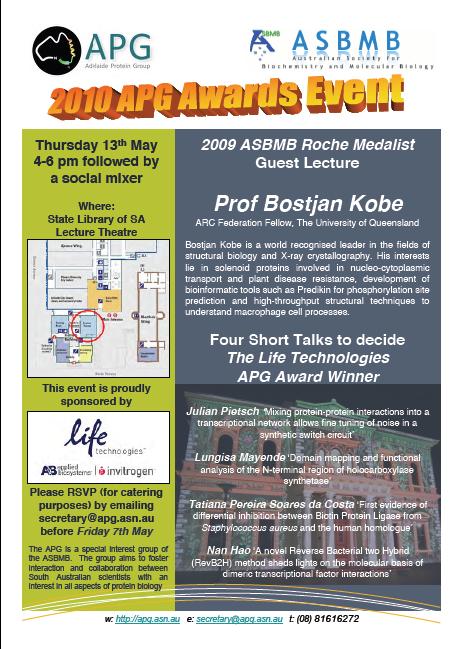 APG
Adelaide Protein Group
ASBMB
ASBMB
Australian Society for
Biochemistry and Molecular Biology
2010 APG Awards Event
Thursday 13th May
4-6 pm followed by
a social mixer
Where:
State Library of SA
Lecture Theatre
This event is proudly
sponsored by
life
technologies™
AB applied
biosystems
invitrogen
Please RSVP (for catering
purposes) by emailing
secretary@apg.asn.au
before Friday 7th May
The APG is a special interest group of
the ASBMB. The group aims to foster
interaction and collaboration between
South Australian scientists with an
interest in all aspects of protein biology
2009 ASBMB Roche Medalist
Guest Lecture
Prof Bostjan Kobe
ARC Federation Fellow, The University of Queensland
Bostjan Kobe is a world recognised leader in the fields of
structural biology and X-ray crystallography. His interests
lie in solenoid proteins involved in nucleo-cytoplasmic
transport and plant disease resistance, development of
bioinformatic tools such as Predikin for phosphorylation site
prediction and high-throughput structural techniques to
understand macrophage cell processes.
Four Short Talks to decide
The Life Technologies
APG Award Winner
Julian Pietsch 'Mixing protein-protein interactions into a
transcriptional network allows fine tuning of noise in a
synthetic switch circuit'
Lungisa Mayende 'Domain mapping and functional
analysis of the N-terminal region of holocarboxylase
synthetase'
Tatiana Pereira Soares da Costa 'First evidence of
differential inhibition between Biotin Protein Ligase from
Staphylococcus aureus and the human homologue'
Nan Hao 'A novel Reverse Bacterial two Hybrid
(RevB2H) method sheds lights on the molecular basis of
dimeric transcriptional factor interactions'
w: http://apg.asn.au e: secretary@apg.asn.au t: (08) 81616272